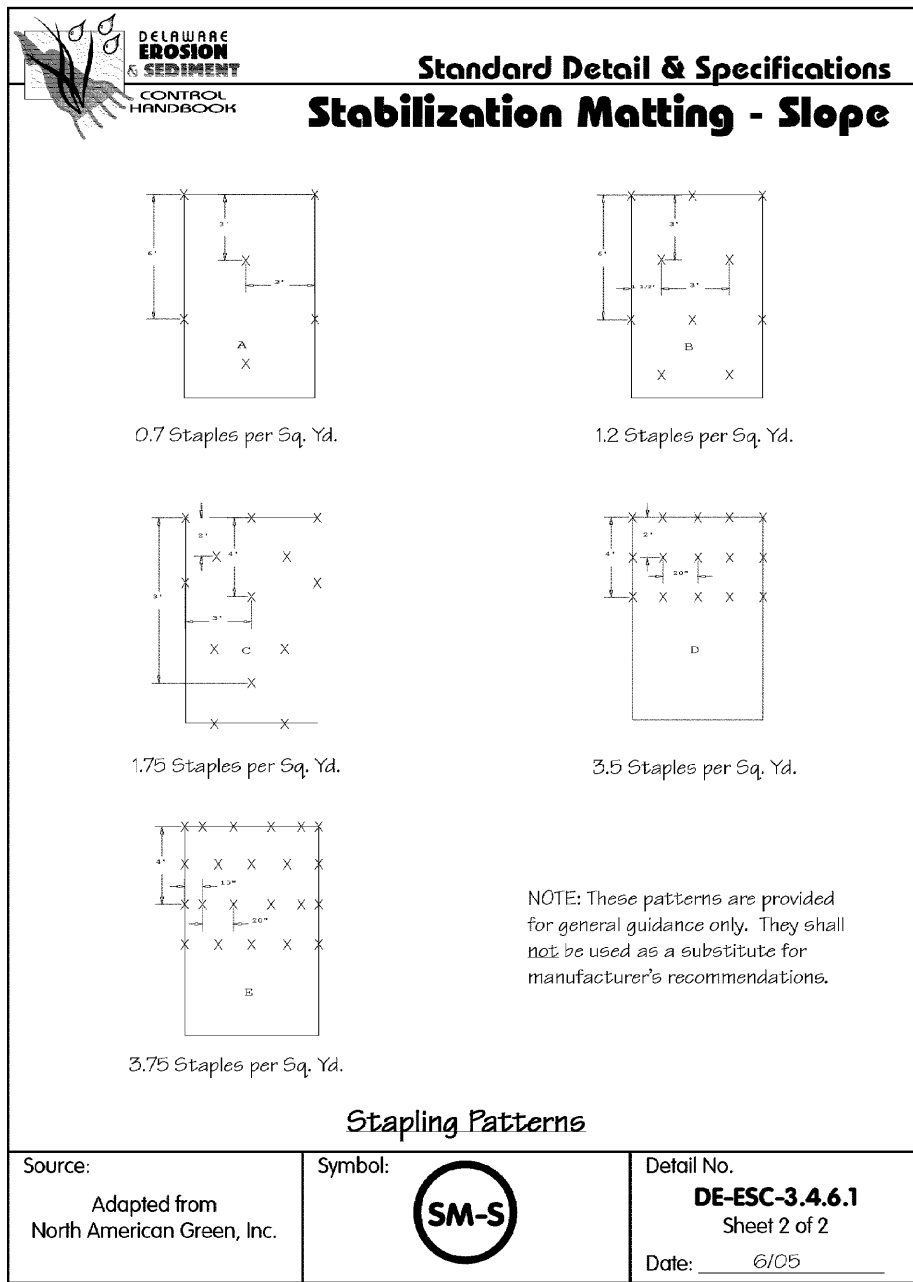 DELAWARE
EROSION
& SEDIMENT
CONTROL
HANDBOOK
Standard Detail & Specifications
Stabilization Matting - Slope
6'
3'
A
0.7 Staples per Sq. Yd.
6'
3'
1 1/2'
3'
B
1.2 Staples per Sq. Yd.
2'
4'
3'
C
1.75 Staples per Sq. Yd.
4'
2'
20"
D
3.5 Staples per Sq. Yd.
4'
20"
E
3.75 Staples per Sq. Yd.
NOTE: These patterns are provided
for general guidance only. They shall
not be used as a substitute for
manufacturer's recommendations.
Stapling Patterns
Source:
Adapted from
North American Green, Inc.
Symbol:
SM-S
Detail No.
DE-ESC-3.4.6.1
Sheet 2 of 2
Date: 6/05